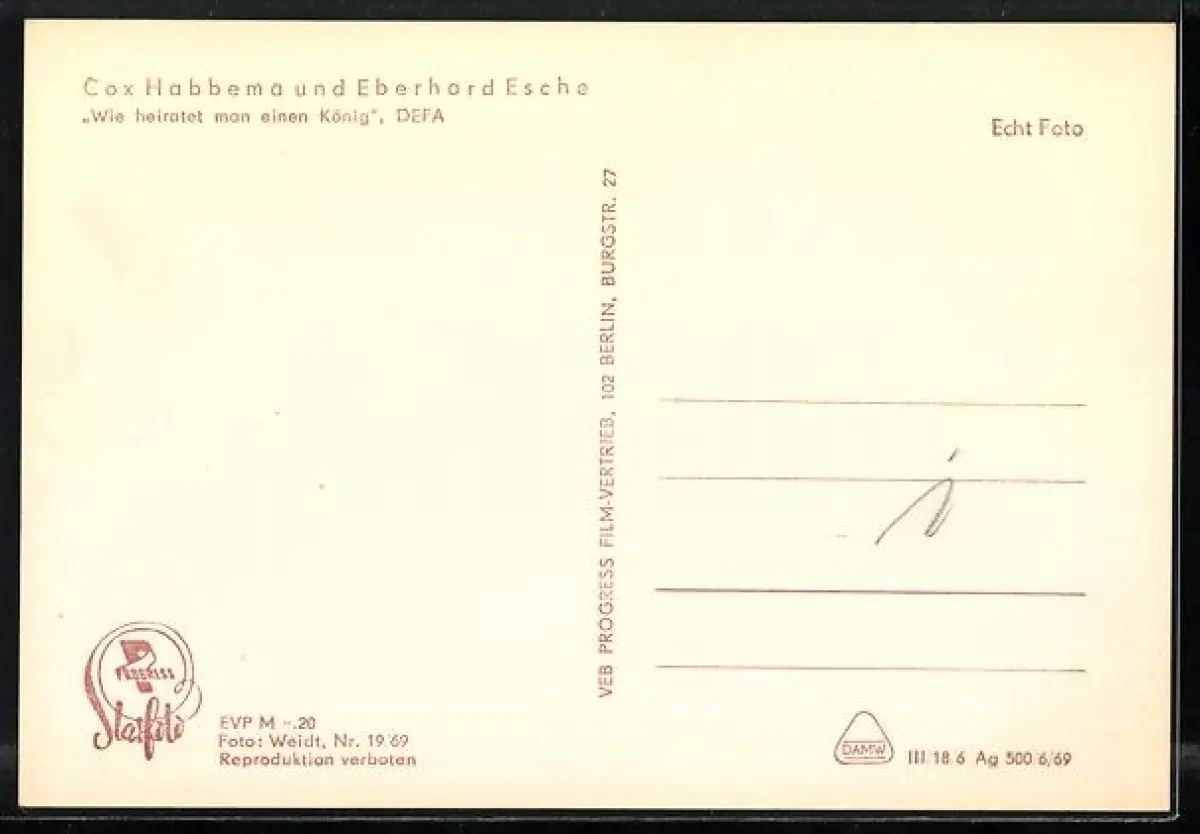 Cox Habbema und Eberhard Esche
„Wie heiratet man einen König“, DEFA
Echt Foto
VEB PROGRESS FILM-VERTRIEB, 102 BERLIN, BURGSTR. 27
PROGRESS
Starfoto
EVP M –.20
Foto: Weidt, Nr. 19/69
Reproduktion verboten
DAMW
III/18/6 Ag 500/6/69